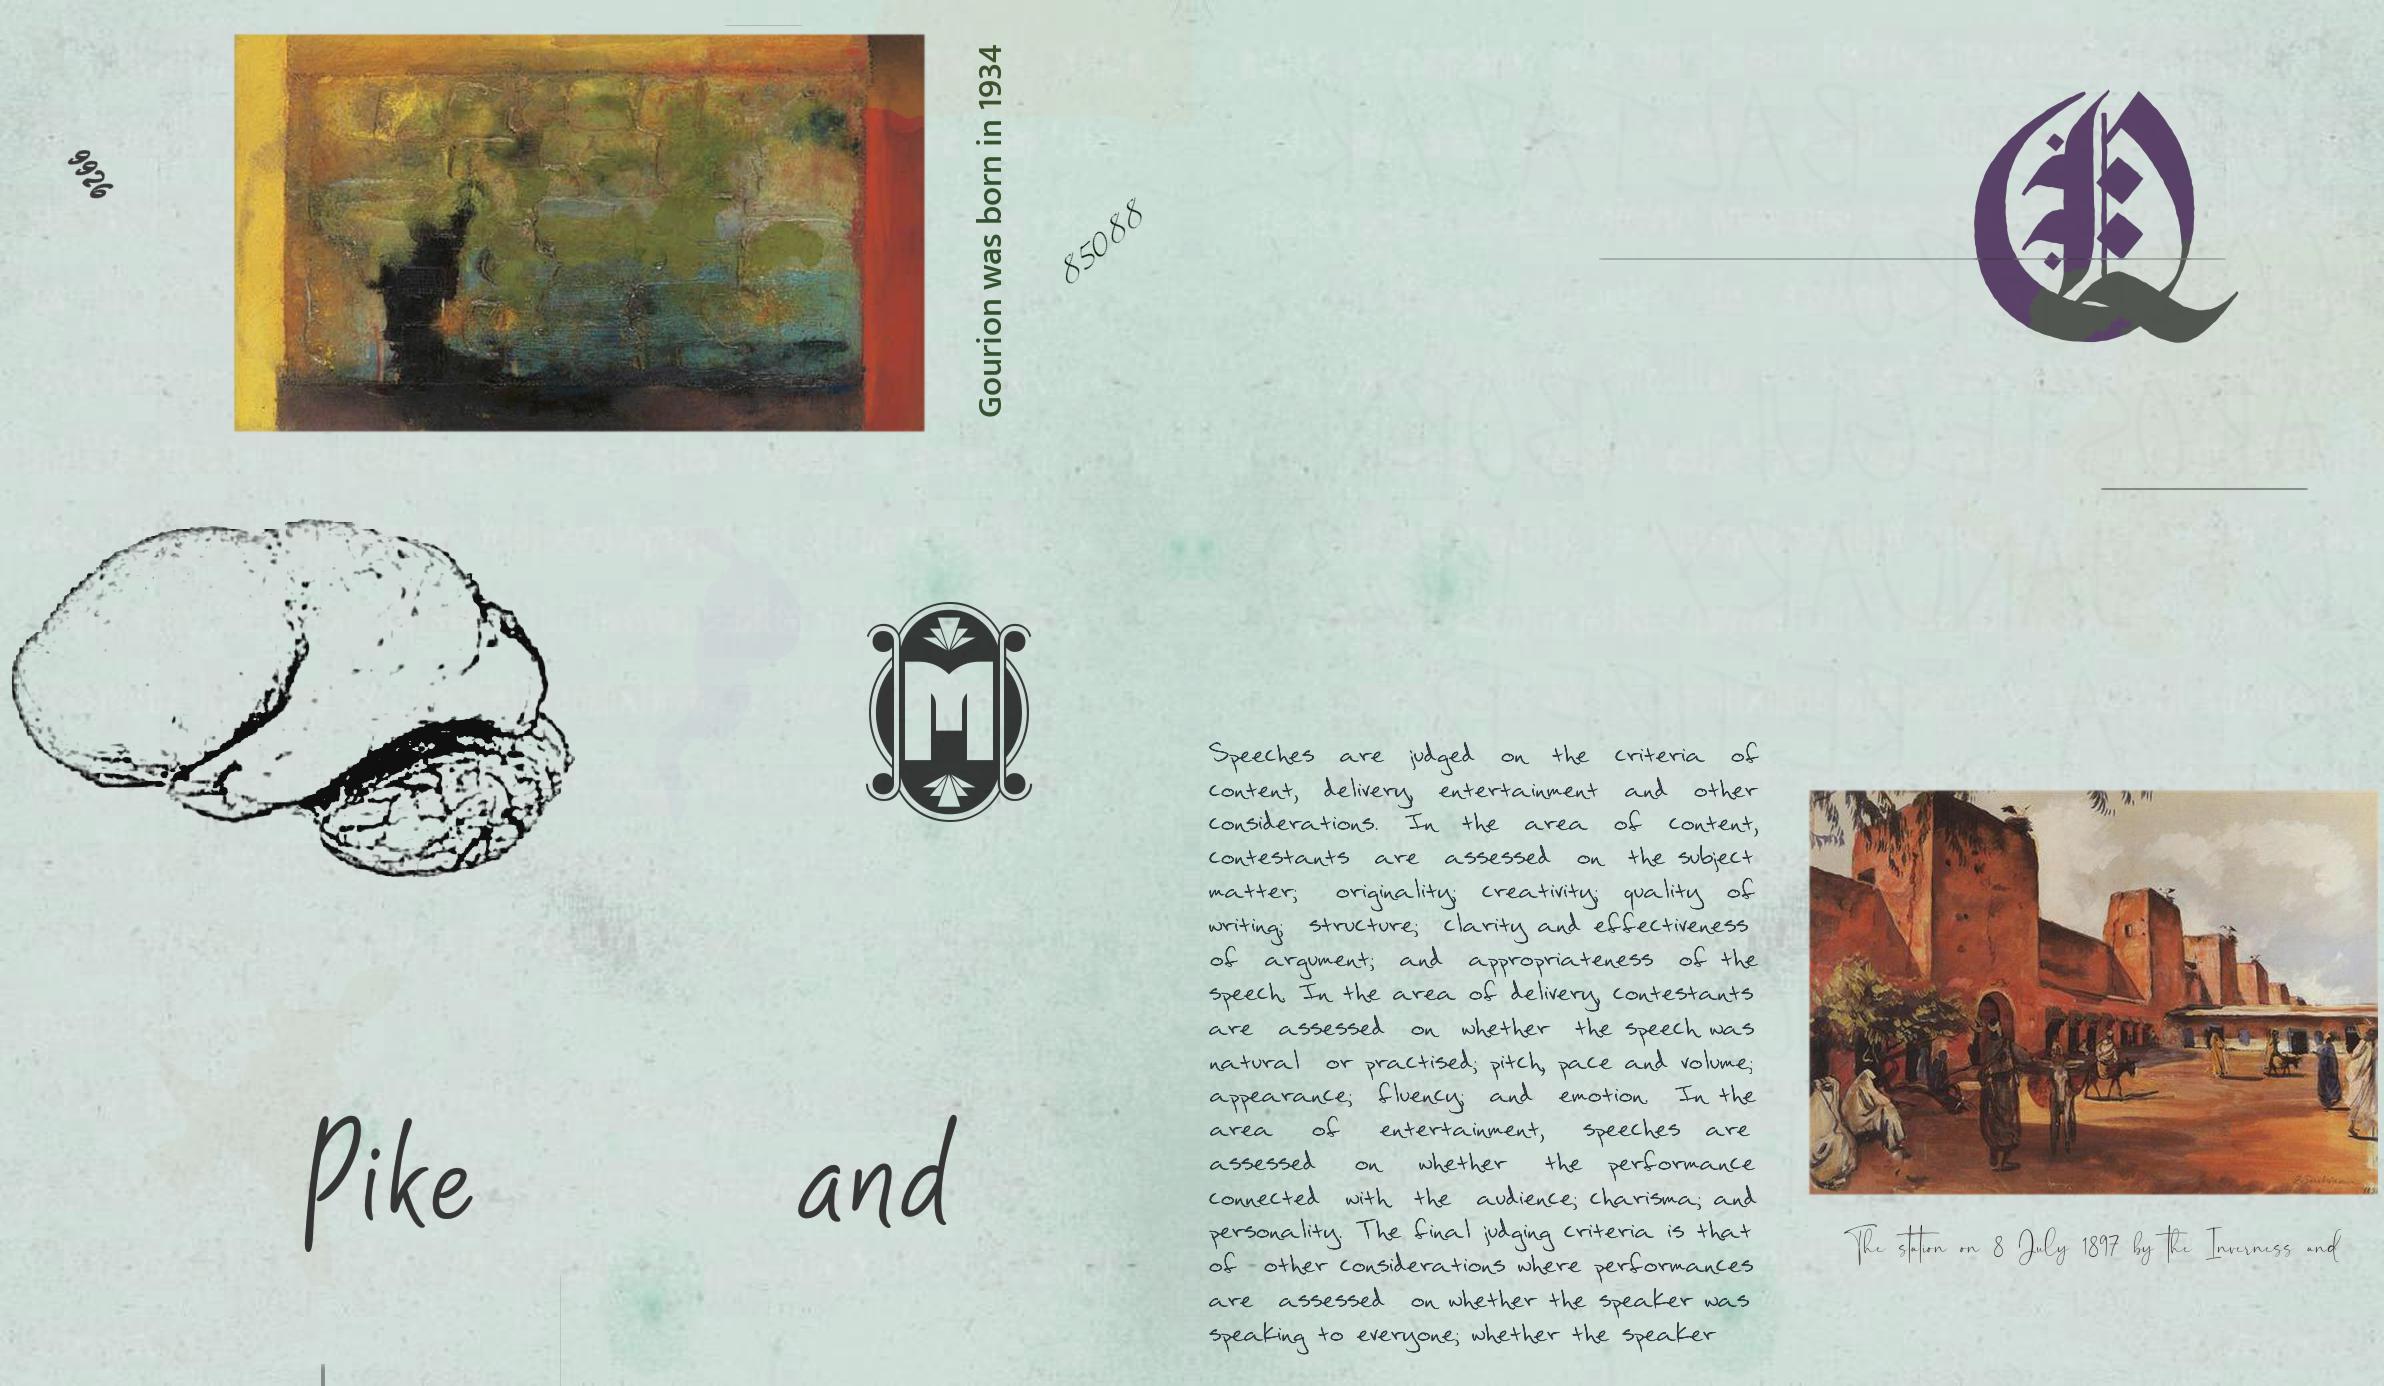 9926
Gourion was born in 1934
85088
Q
M
Pike and
Speeches are judged on the criteria of
content, delivery, entertainment and other
considerations. In the area of content,
contestants are assessed on the subject
matter; originality; creativity; quality of
writing; structure; clarity and effectiveness
of argument; and appropriateness of the
speech. In the area of delivery, contestants
are assessed on whether the speech was
natural or practised; pitch, pace and volume;
appearance; fluency; and emotion. In the
area of entertainment, speeches are
assessed on whether the performance
connected with the audience; charisma; and
personality. The final judging criteria is that
of other considerations where performances
are assessed on whether the speaker was
speaking to everyone; whether the speaker
The station on 8 July 1897 by the Inverness and